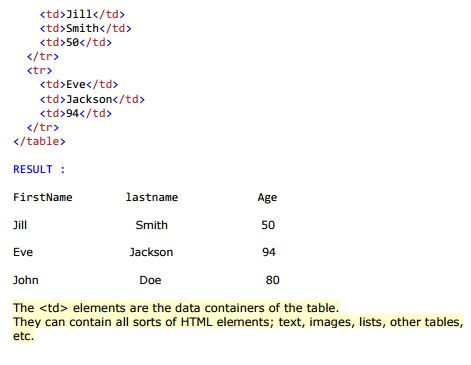 <td>Jill</td>
<td>Smith</td>
<td>50</td>
</tr>
<tr>
<td>Eve</td>
<td>Jackson</td>
<td>94</td>
</tr>
</table>
RESULT :
FirstName lastname Age
Jill Smith 50
Eve Jackson 94
John Doe 80
The <td> elements are the data containers of the table.
They can contain all sorts of HTML elements; text, images, lists, other tables,
etc.